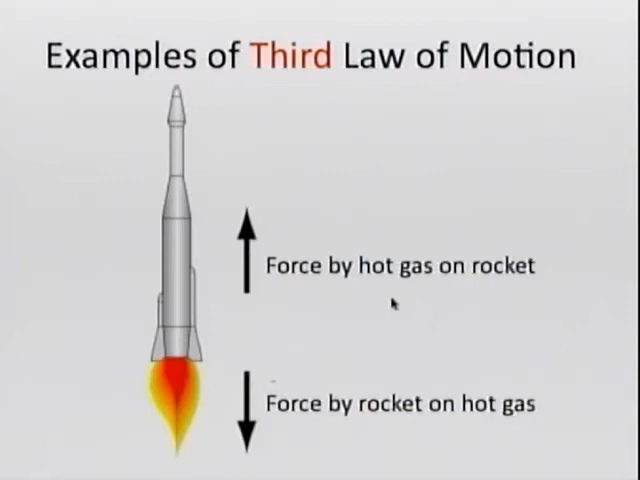 Examples of Third Law of Motion
Force by hot gas on rocket
Force by rocket on hot gas